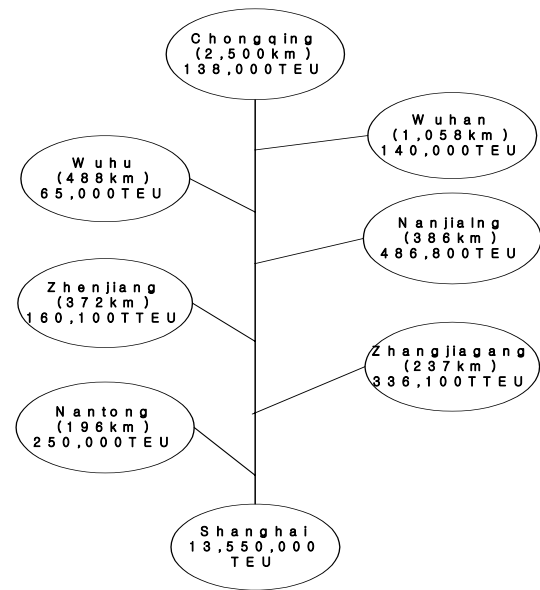 Chongqing
(2,500km)
138,000TEU
Wuhan
(1,058km)
140,000TEU
Wuhu
(488km)
65,000TEU
Nanjialng
(386km)
486,800TEU
Zhenjiang
(372km)
160,100TTEU
Zhangjiagang
(237km)
336,100TTEU
Nantong
(196km)
250,000TEU
Shanghai
13,550,000
TEU